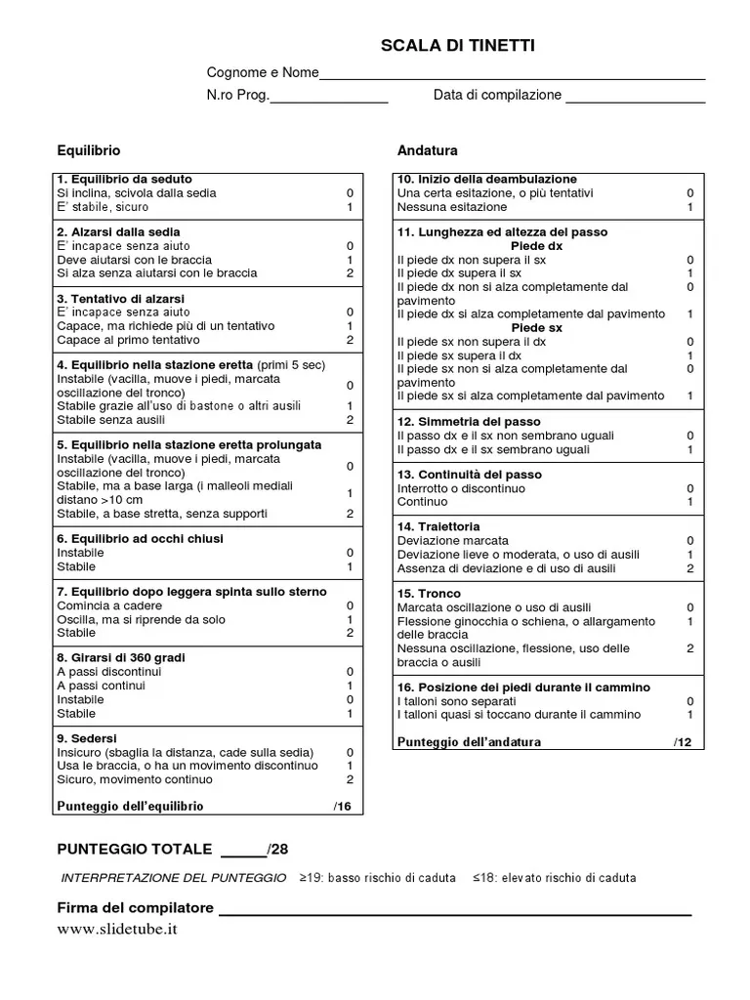 SCALA DI TINETTI
Cognome e Nome
N.ro Prog. Data di compilazione
Equilibrio
1. Equilibrio da seduto
Si inclina, scivola dalla sedia 0
E' stabile, sicuro 1
2. Alzarsi dalla sedia
E' incapace senza aiuto 0
Deve aiutarsi con le braccia 1
Si alza senza aiutarsi con le braccia 2
3. Tentativo di alzarsi
E' incapace senza aiuto 0
Capace, ma richiede più di un tentativo 1
Capace al primo tentativo 2
4. Equilibrio nella stazione eretta (primi 5 sec)
Instabile (vacilla, muove i piedi, marcata
oscillazione del tronco) 0
Stabile grazie all'uso di bastone o altri ausili 1
Stabile senza ausili 2
5. Equilibrio nella stazione eretta prolungata
Instabile (vacilla, muove i piedi, marcata
oscillazione del tronco) 0
Stabile, ma a base larga (i malleoli mediali
distano >10 cm 1
Stabile, a base stretta, senza supporti 2
6. Equilibrio ad occhi chiusi
Instabile 0
Stabile 1
7. Equilibrio dopo leggera spinta sullo sterno
Comincia a cadere 0
Oscilla, ma si riprende da solo 1
Stabile 2
8. Girarsi di 360 gradi
A passi discontinui 0
A passi continui 1
Instabile 0
Stabile 1
9. Sedersi
Insicuro (sbaglia la distanza, cade sulla sedia) 0
Usa le braccia, o ha un movimento discontinuo 1
Sicuro, movimento continuo 2
Punteggio dell'equilibrio /16
Andatura
10. Inizio della deambulazione
Una certa esitazione, o più tentativi 0
Nessuna esitazione 1
11. Lunghezza ed altezza del passo
Piede dx
Il piede dx non supera il sx 0
Il piede dx supera il sx 1
Il piede dx non si alza completamente dal 0
pavimento
Il piede dx si alza completamente dal pavimento 1
Piede sx
Il piede sx non supera il dx 0
Il piede sx supera il dx 1
Il piede sx non si alza completamente dal 0
pavimento
Il piede sx si alza completamente dal pavimento 1
12. Simmetria del passo
Il passo dx e il sx non sembrano uguali 0
Il passo dx e il sx sembrano uguali 1
13. Continuità del passo
Interrotto o discontinuo 0
Continuo 1
14. Traiettoria
Deviazione marcata 0
Deviazione lieve o moderata, o uso di ausili 1
Assenza di deviazione e di uso di ausili 2
15. Tronco
Marcata oscillazione o uso di ausili 0
Flessione ginocchia o schiena, o allargamento 1
delle braccia
Nessuna oscillazione, flessione, uso delle 2
braccia o ausili
16. Posizione dei piedi durante il cammino
I talloni sono separati 0
I talloni quasi si toccano durante il cammino 1
Punteggio dell'andatura /12
PUNTEGGIO TOTALE /28
INTERPRETAZIONE DEL PUNTEGGIO ≥19: basso rischio di caduta ≤18: elevato rischio di caduta
Firma del compilatore
www.slidetube.it